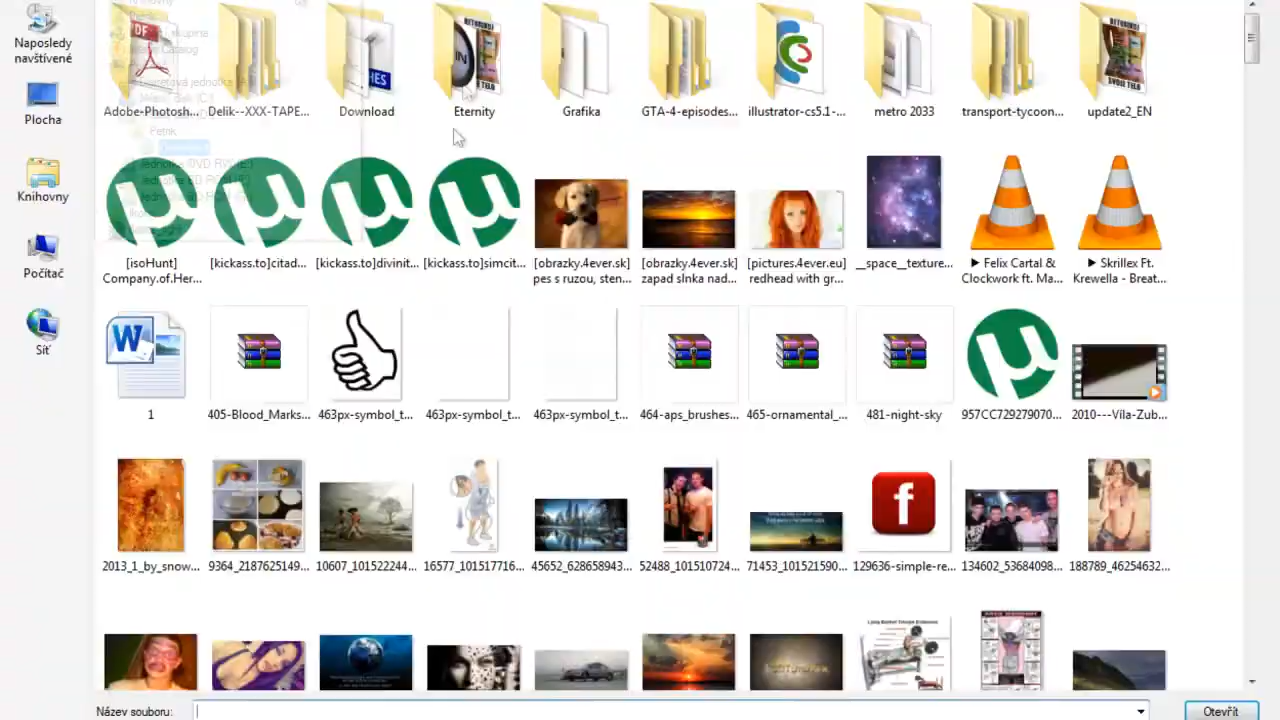 Naposledy
navštívené
Plocha
Knihovny
Počítač
Síť
Adobe-Photosh...
Delik--XXX-TAPE...
Download
Eternity
Grafika
GTA-4-episodes...
illustrator-cs5.1-...
metro 2033
transport-tycoon...
update2_EN
[isoHunt]
Company.of.Her...
[kickass.to]citad...
[kickass.to]divinit...
[kickass.to]simcit...
[obrazky.4ever.sk]
pes s ruzou, sten...
[obrazky.4ever.sk]
zapad slnka nad...
[pictures.4ever.eu]
redhead with gr...
__space__texture...
► Felix Cartal &
Clockwork ft. Ma...
► Skrillex Ft.
Krewella - Breat...
1
405-Blood_Marks...
463px-symbol_t...
463px-symbol_t...
463px-symbol_t...
464-aps_brushes...
465-ornamental_...
481-night-sky
957CC729279070...
2010---Vila-Zub...
2013_1_by_snow...
9364_2187625149...
10607_101522244...
16577_101517716...
45652_628658943...
52488_101510724...
71453_101521590...
129636-simple-re...
134602_53684098...
188789_46254632...
Název souboru:
Otevřít